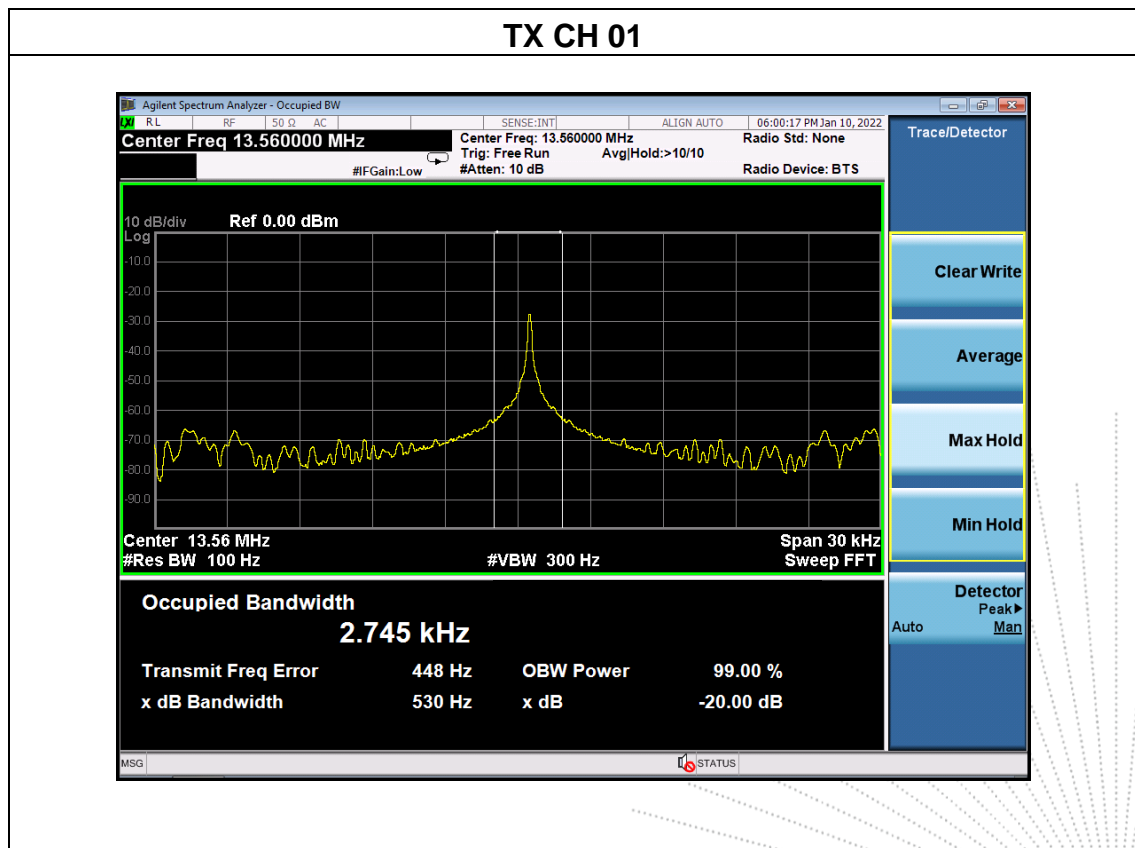 TX CH 01
Agilent Spectrum Analyzer - Occupied BW
LXI RL RF 50 Ω AC SENSE:INT ALIGN AUTO 06:00:17 PM Jan 10, 2022
Center Freq 13.560000 MHz
Center Freq: 13.560000 MHz
Radio Std: None
Trig: Free Run
Avg|Hold:>10/10
#IFGain:Low
#Atten: 10 dB
Radio Device: BTS
10 dB/div
Ref 0.00 dBm
Log
-10.0
-20.0
-30.0
-40.0
-50.0
-60.0
-70.0
-80.0
-90.0
Center 13.56 MHz
Span 30 kHz
#Res BW 100 Hz
#VBW 300 Hz
Sweep FFT
Occupied Bandwidth
2.745 kHz
Transmit Freq Error 448 Hz OBW Power 99.00 %
x dB Bandwidth 530 Hz x dB -20.00 dB
MSG
STATUS
Trace/Detector
Clear Write
Average
Max Hold
Min Hold
Detector
Peak
Auto Man